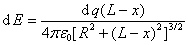 dE = dq(L − x) / 4πε₀[R² + (L − x)²]^{3/2}